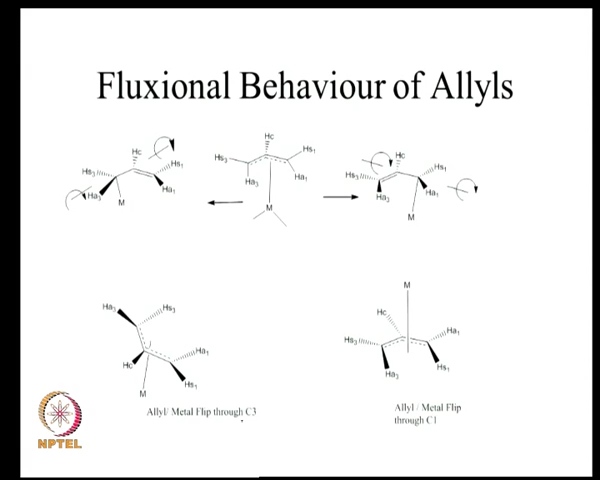 Fluxional Behaviour of Allyls
Hc
Hs3
Hs1
Ha3
Ha1
M
Hc
Hs3
Hs1
Ha3
Ha1
M
Hc
Hs3
Hs1
Ha3
Ha1
M
Ha3
Hs3
Hc
Ha1
Hs1
M
Allyl/ Metal Flip through C3
M
Hc
Hs3
Ha1
Ha3
Hs1
Allyl / Metal Flip
through C1
NPTEL